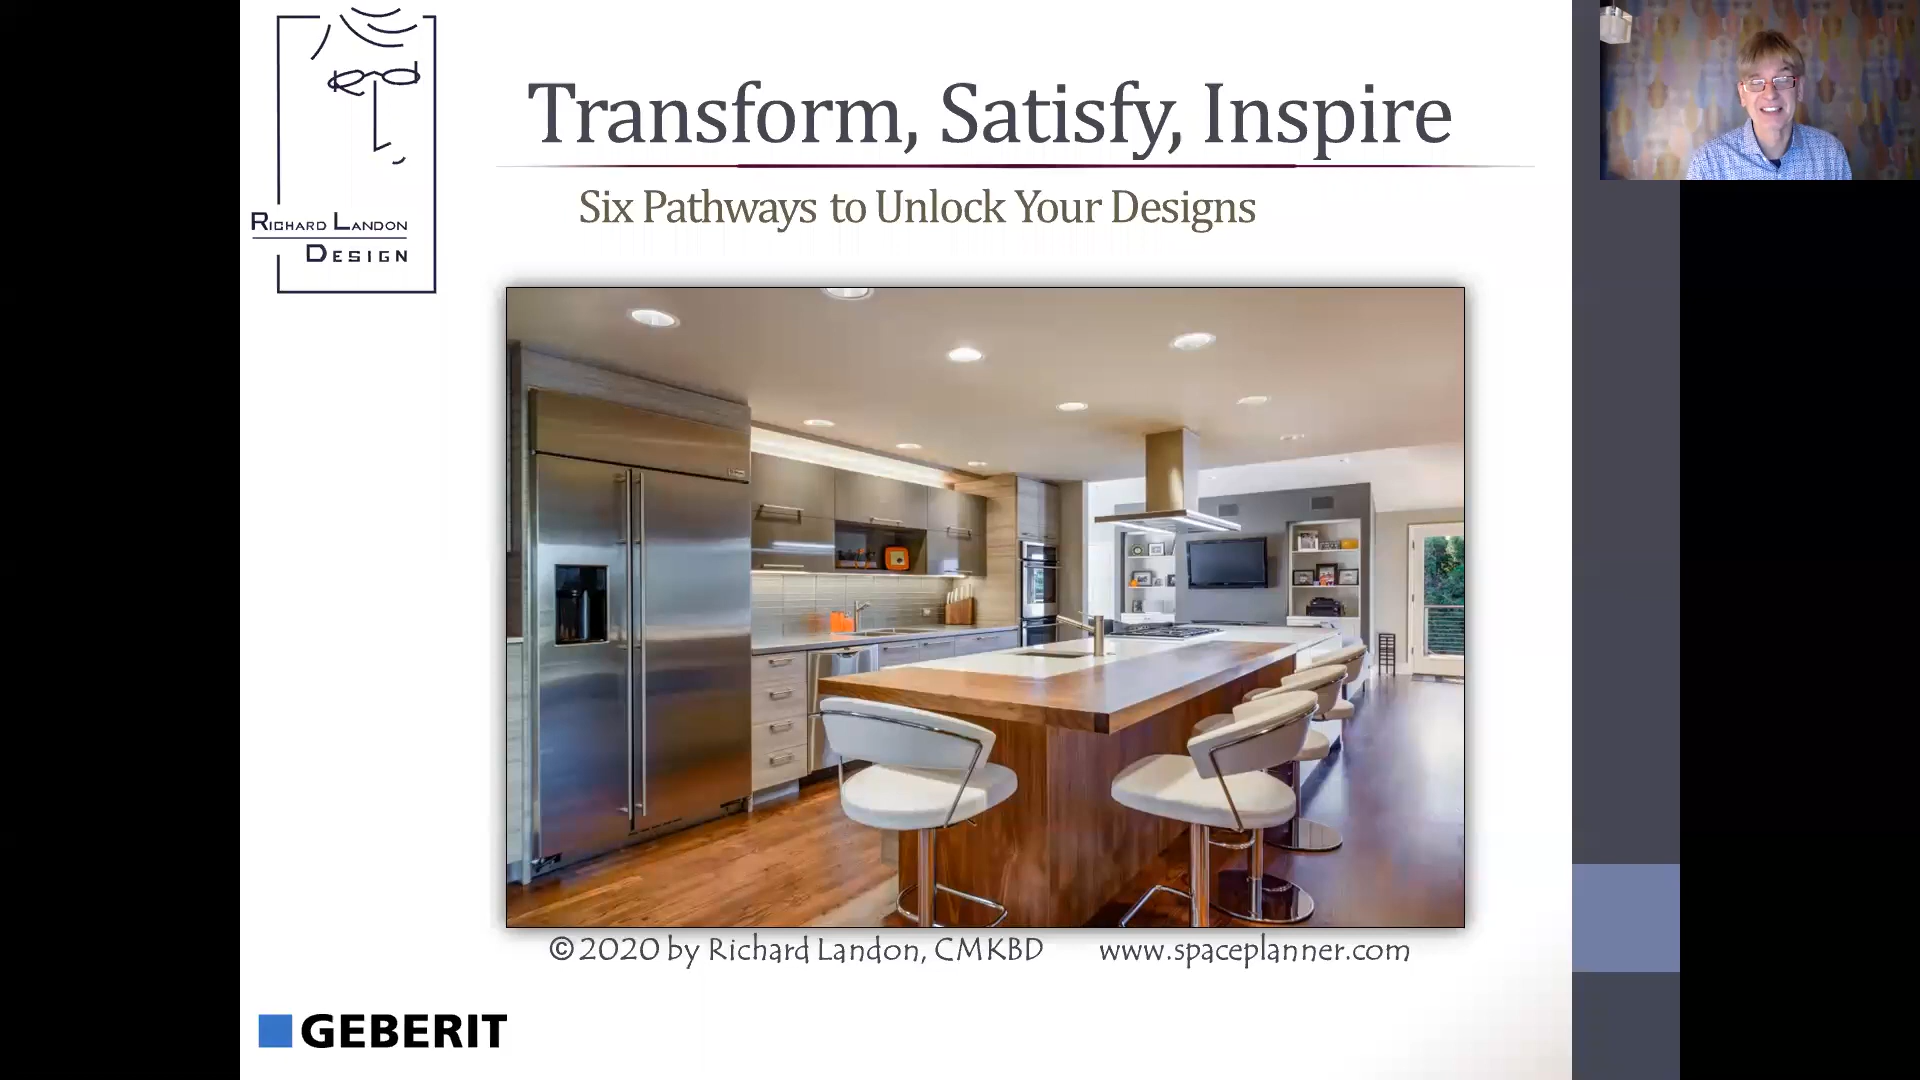 RICHARD LANDON
DESIGN
Transform, Satisfy, Inspire
Six Pathways to Unlock Your Designs
©2020 by Richard Landon, CMKBD
www.spaceplanner.com
GEBERIT